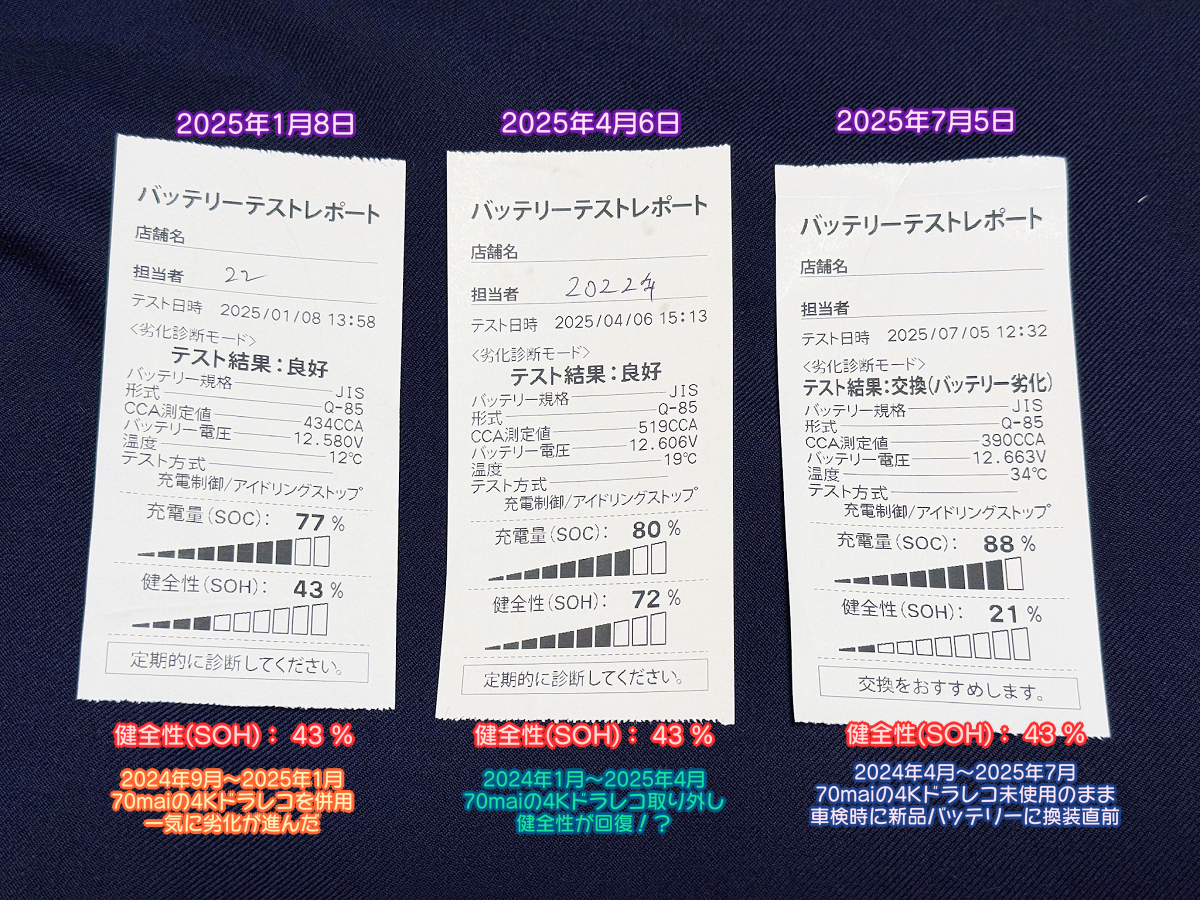 2025年1月8日
バッテリーテストレポート
店舗名
担当者 22
テスト日時 2025/01/08 13:58
<劣化診断モード>
テスト結果:良好
バッテリー規格 JIS
形式 Q-85
CCA測定値 434CCA
バッテリー電圧 12.580V
温度 12℃
テスト方式
充電制御/アイドリングストップ
充電量(SOC): 77 %
健全性(SOH): 43 %
定期的に診断してください。
健全性(SOH): 43 %
2024年9月～2025年1月
70maiの4Kドラレコを併用
一気に劣化が進んだ
2025年4月6日
バッテリーテストレポート
店舗名
担当者 2022年
テスト日時 2025/04/06 15:13
<劣化診断モード>
テスト結果:良好
バッテリー規格 JIS
形式 Q-85
CCA測定値 519CCA
バッテリー電圧 12.606V
温度 19℃
テスト方式
充電制御/アイドリングストップ
充電量(SOC): 80 %
健全性(SOH): 72 %
定期的に診断してください。
健全性(SOH): 43 %
2024年1月～2025年4月
70maiの4Kドラレコ取り外し
健全性が回復!?
2025年7月5日
バッテリーテストレポート
店舗名
担当者
テスト日時 2025/07/05 12:32
<劣化診断モード>
テスト結果:交換(バッテリー劣化)
バッテリー規格 JIS
形式 Q-85
CCA測定値 390CCA
バッテリー電圧 12.663V
温度 34℃
テスト方式
充電制御/アイドリングストップ
充電量(SOC): 88 %
健全性(SOH): 21 %
交換をおすすめします。
健全性(SOH): 43 %
2024年4月～2025年7月
70maiの4Kドラレコ未使用のまま
車検時に新品バッテリーに換装直前